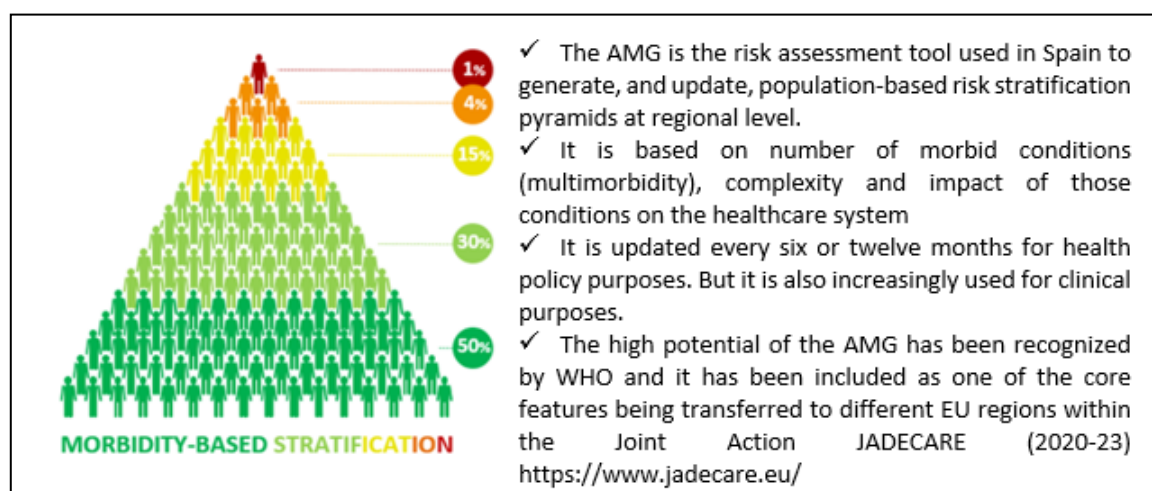 1%
4%
15%
30%
50%
MORBIDITY-BASED STRATIFICATION
✓ The AMG is the risk assessment tool used in Spain to
generate, and update, population-based risk stratification
pyramids at regional level.
✓ It is based on number of morbid conditions
(multimorbidity), complexity and impact of those
conditions on the healthcare system
✓ It is updated every six or twelve months for health
policy purposes. But it is also increasingly used for clinical
purposes.
✓ The high potential of the AMG has been recognized
by WHO and it has been included as one of the core
features being transferred to different EU regions within
the Joint Action JADECARE (2020-23)
https://www.jadecare.eu/